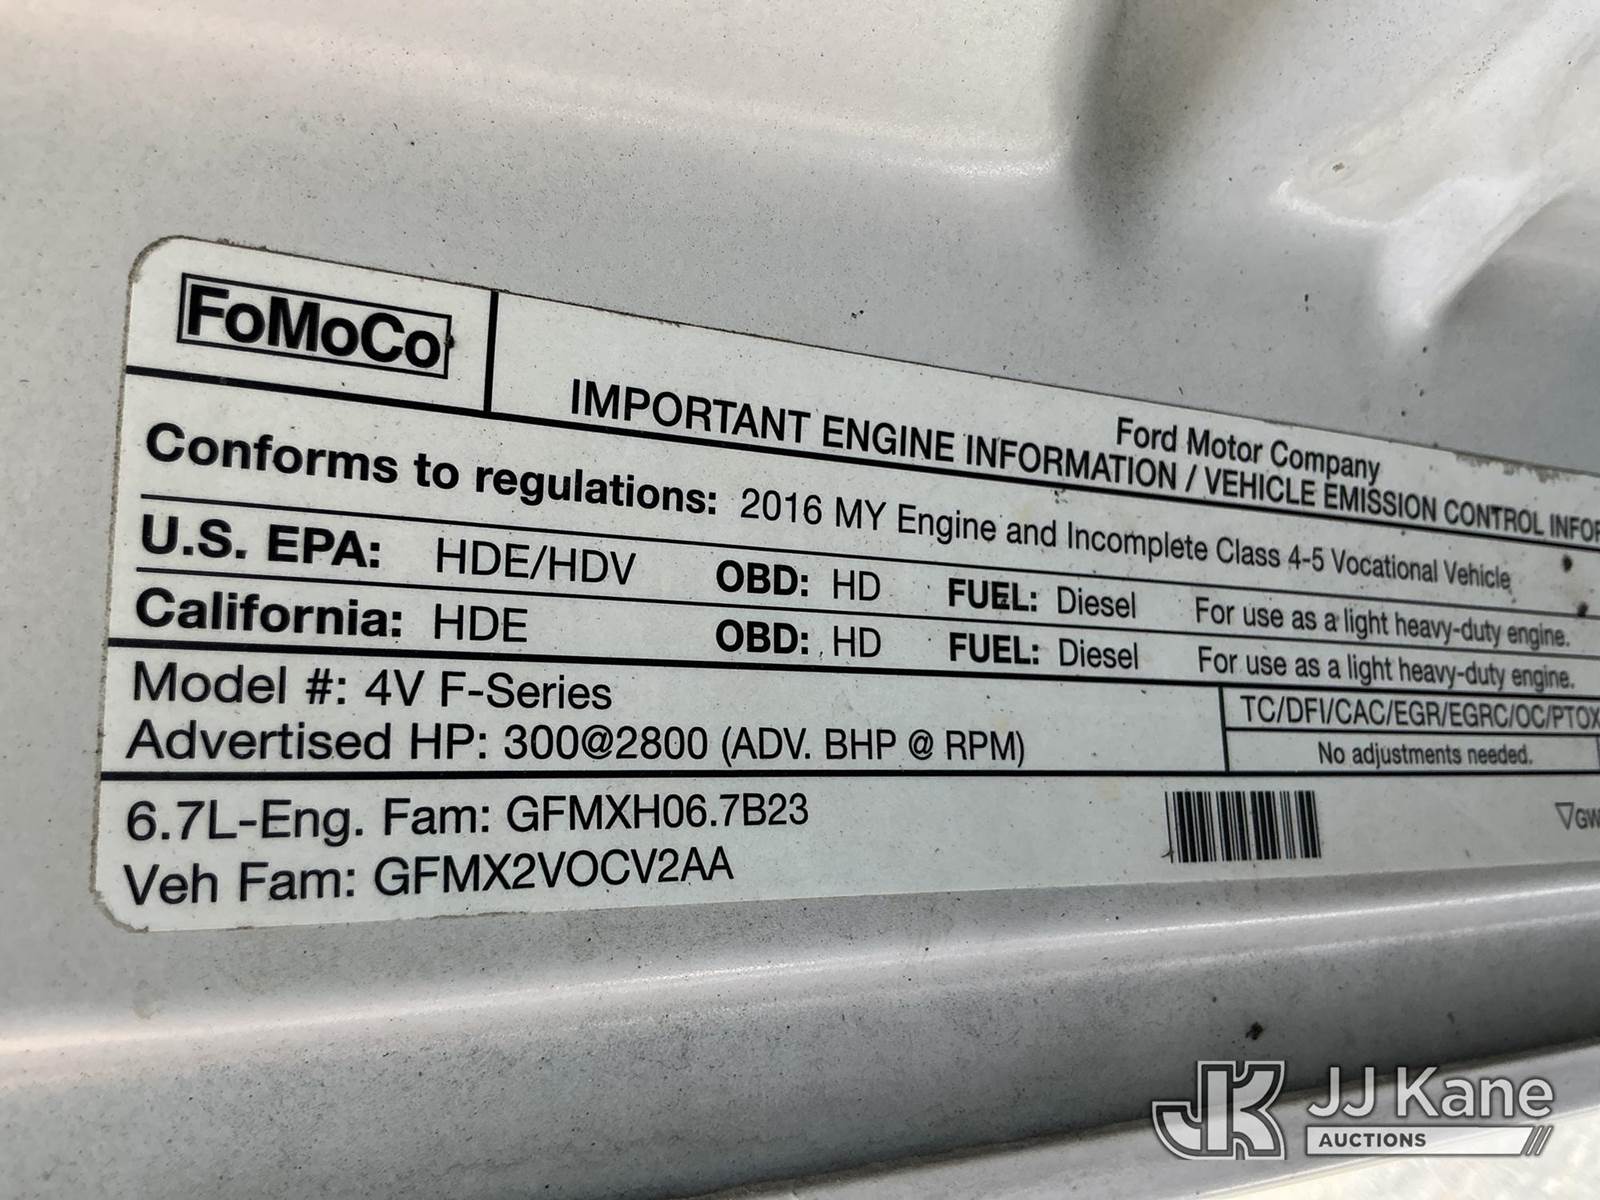 FoMoCo
Ford Motor Company
IMPORTANT ENGINE INFORMATION / VEHICLE EMISSION CONTROL INFOR
Conforms to regulations: 2016 MY Engine and Incomplete Class 4-5 Vocational Vehicle
U.S. EPA: HDE/HDV OBD: HD FUEL: Diesel For use as a light heavy-duty engine.
California: HDE OBD: HD FUEL: Diesel For use as a light heavy-duty engine.
Model #: 4V F-Series
TC/DFI/CAC/EGR/EGRC/OC/PTOX
Advertised HP: 300@2800 (ADV. BHP @ RPM)
No adjustments needed.
6.7L-Eng. Fam: GFMXH06.7B23
▽GW
Veh Fam: GFMX2VOCV2AA
JK JJ Kane
AUCTIONS